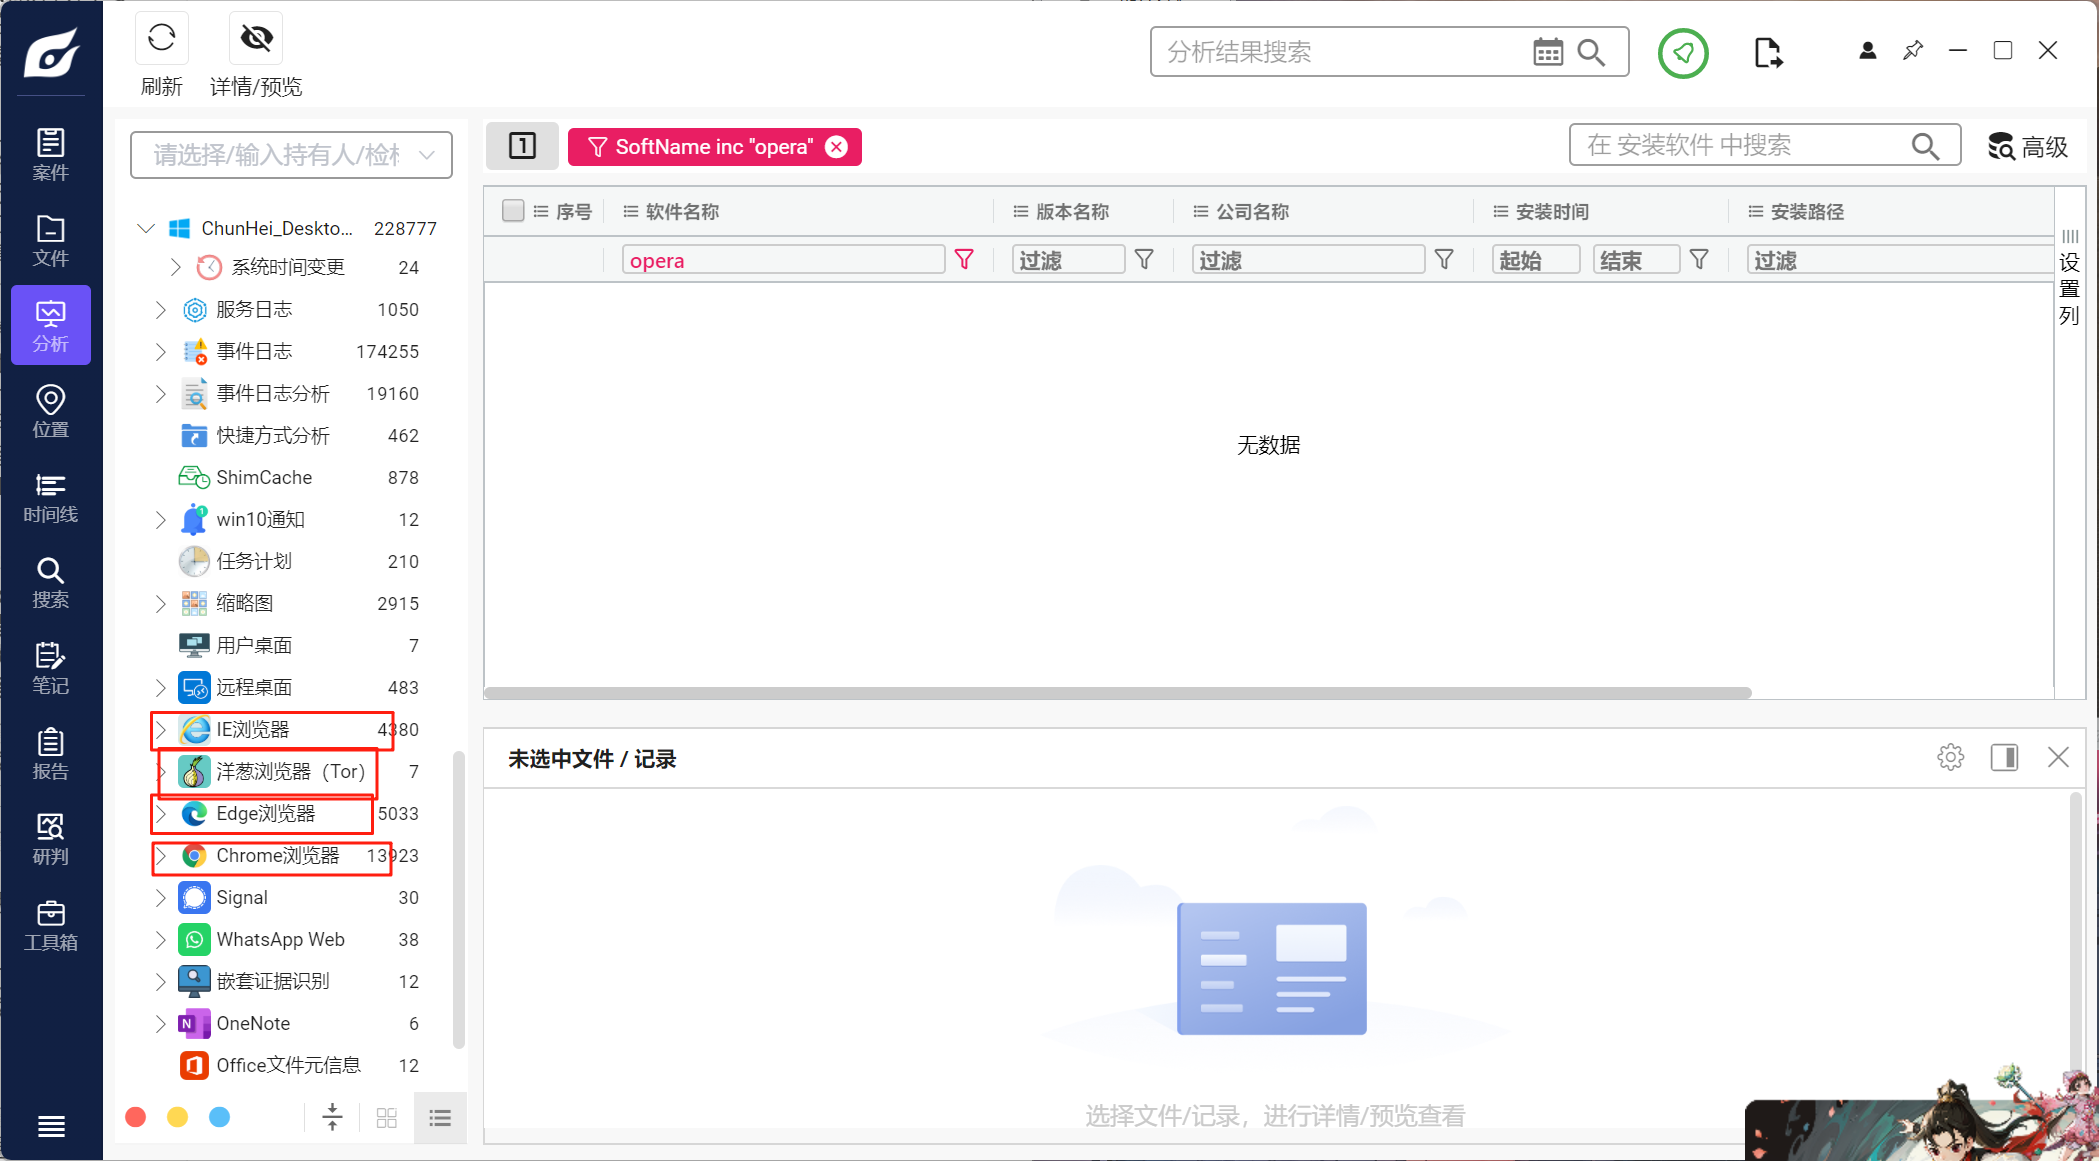 刷新
详情/预览
分析结果搜索
案件
文件
分析
位置
时间线
搜索
笔记
报告
研判
工具箱
请选择/输入持有人/检
ChunHei_Deskto... 228777
系统时间变更 24
服务日志 1050
事件日志 174255
事件日志分析 19160
快捷方式分析 462
ShimCache 878
win10通知 12
任务计划 210
缩略图 2915
用户桌面 7
远程桌面 483
IE浏览器 4380
洋葱浏览器（Tor） 7
Edge浏览器 5033
Chrome浏览器 13923
Signal 30
WhatsApp Web 38
嵌套证据识别 12
OneNote 6
Office文件元信息 12
1
SoftName inc "opera"
在 安装软件 中搜索
高级
序号 软件名称 版本名称 公司名称 安装时间 安装路径
opera 过滤 过滤 起始 结束 过滤
设置列
无数据
未选中文件 / 记录
选择文件/记录，进行详情/预览查看